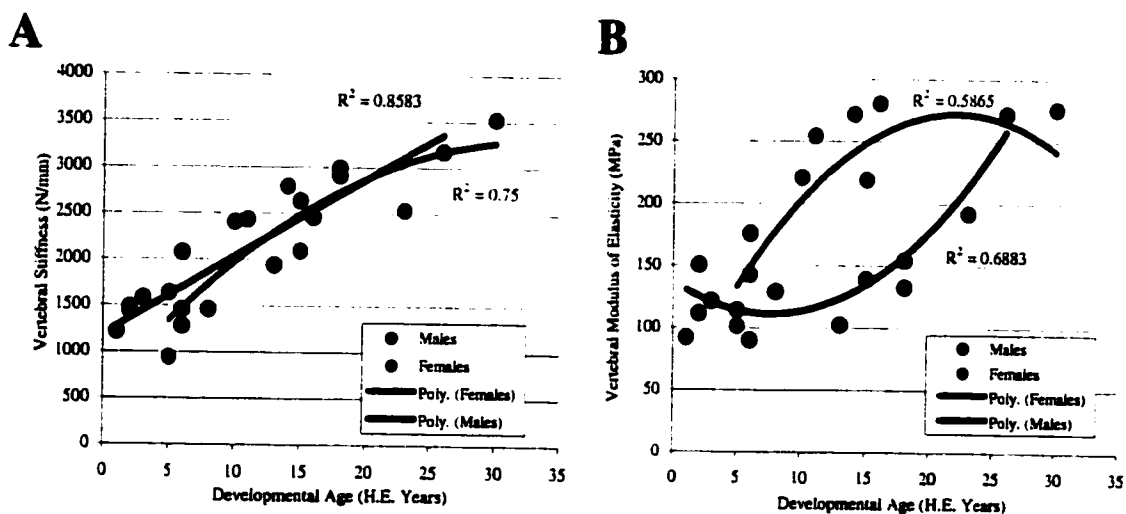 A
Vertebral Stiffness (N/mm)
4000
3500
3000
2500
2000
1500
1000
500
0
R² = 0.8583
R² = 0.75
Males
Females
Poly. (Females)
Poly. (Males)
0 5 10 15 20 25 30 35
Developmental Age (H.E. Years)
B
Vertebral Modulus of Elasticity (MPa)
300
250
200
150
100
50
0
R² = 0.5865
R² = 0.6883
Males
Females
Poly. (Females)
Poly. (Males)
0 5 10 15 20 25 30 35
Developmental Age (H.E. Years)